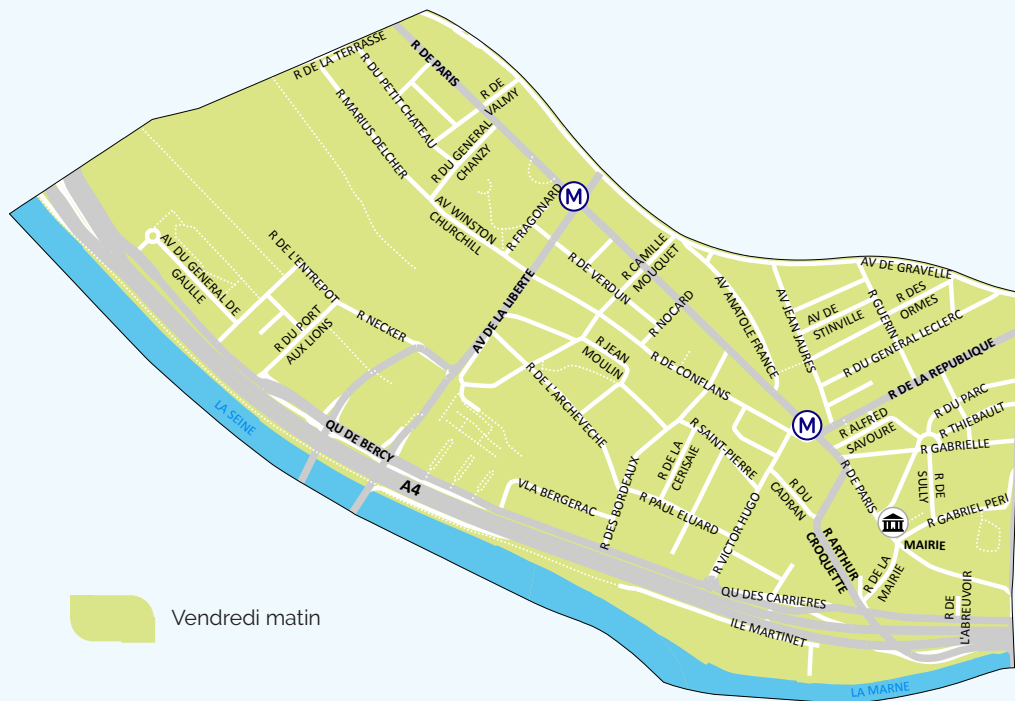 R DE LA TERRASSE
R DE PARIS
R DU PETIT CHATEAU
R DE
VALMY
R MARIUS DELCHER
R DU GENERAL
CHANZY
M
AV WINSTON
CHURCHILL
R FRAGONARD
R DE VERDUN
R CAMILLE
MOUQUET
AV DU GENERAL DE
GAULLE
R DE L'ENTREPOT
R DU PORT
AUX LIONS
R NECKER
AV DE LA LIBERTE
R NOCARD
AV ANATOLE FRANCE
AV JEAN JAURES
AV DE GRAVELLE
AV DE
STINVILLE
R GUERIN
R DES
ORMES
R DU GENERAL LECLERC
R DE LA REPUBLIQUE
R JEAN
MOULIN
R DE CONFLANS
R DE L'ARCHEVECHE
M
R ALFRED
SAVOURE
R DU PARC
R THIEBAULT
R GABRIELLE
LA SEINE
QU DE BERCY
A4
VLA BERGERAC
R DES BORDEAUX
R DE LA
CERISAIE
R SAINT-PIERRE
R PAUL ELUARD
R VICTOR HUGO
R DU
CADRAN
R DE PARIS
R DE
SULLY
R GABRIEL PERI
MAIRIE
R ARTHUR
CROQUETTE
R DE LA
MAIRIE
QU DES CARRIERES
R DE
L'ABREUVOIR
ILE MARTINET
LA MARNE
Vendredi matin